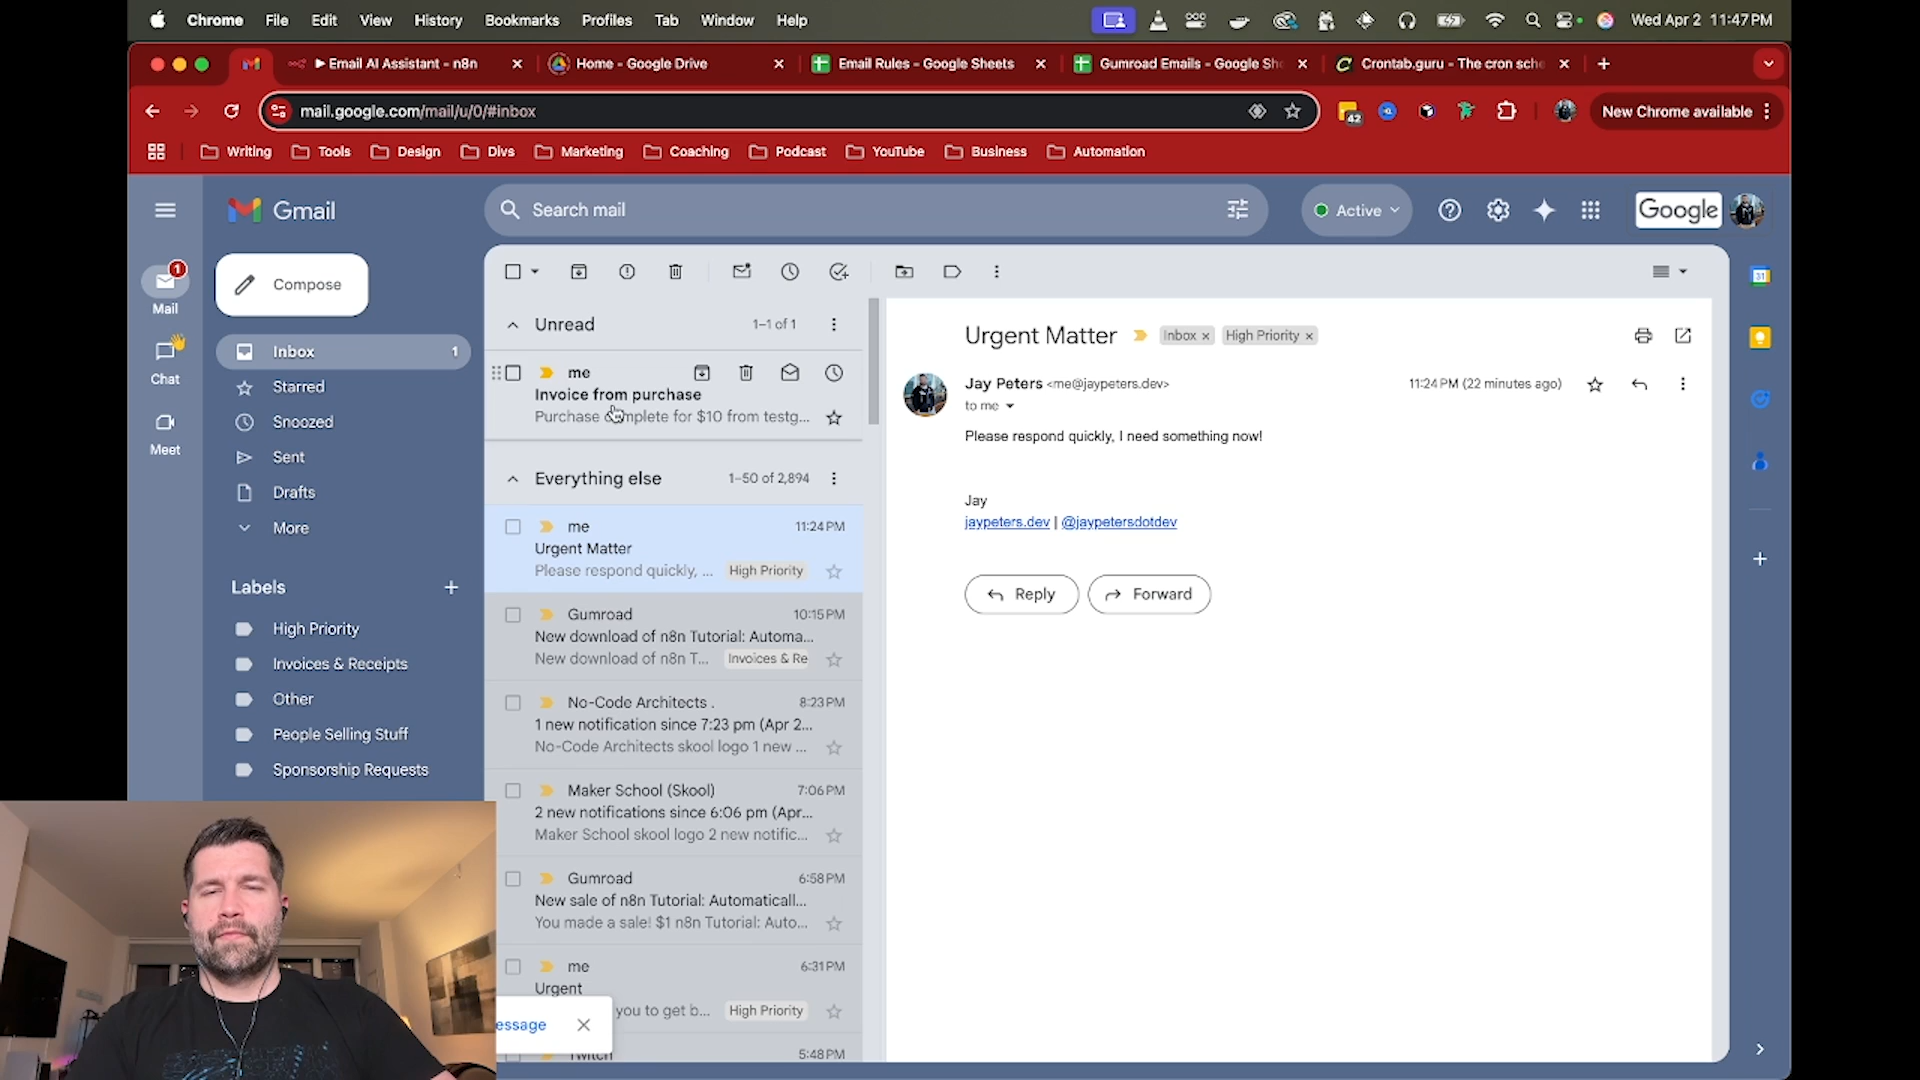 Chrome File Edit View History Bookmarks Profiles Tab Window Help Wed Apr 2 11:47 PM
Email AI Assistant - n8n Home - Google Drive Email Rules - Google Sheets Gumroad Emails - Google She Crontab.guru - The cron sche
mail.google.com/mail/u/0/#inbox 42 New Chrome available
Writing Tools Design Divs Marketing Coaching Podcast YouTube Business Automation
Gmail Search mail Active Google
1
Mail
Chat
Meet
Compose
Inbox 1
Starred
Snoozed
Sent
Drafts
More
Labels
High Priority
Invoices & Receipts
Other
People Selling Stuff
Sponsorship Requests
Unread 1–1 of 1
me
Invoice from purchase
Purchase complete for $10 from testg...
Everything else 1–50 of 2,894
me 11:24 PM
Urgent Matter
Please respond quickly, ... High Priority
Gumroad 10:15 PM
New download of n8n Tutorial: Automa...
New download of n8n T... Invoices & Re
No-Code Architects . 8:23 PM
1 new notification since 7:23 pm (Apr 2...
No-Code Architects skool logo 1 new ...
Maker School (Skool) 7:06 PM
2 new notifications since 6:06 pm (Apr...
Maker School skool logo 2 new notific...
Gumroad 6:58 PM
New sale of n8n Tutorial: Automaticall...
You made a sale! $1 n8n Tutorial: Auto...
me 6:31 PM
Urgent
you to get b... High Priority
essage
Twitch 5:48 PM
Urgent Matter Inbox High Priority
Jay Peters <me@jaypeters.dev> 11:24 PM (22 minutes ago)
to me
Please respond quickly, I need something now!
Jay
jaypeters.dev | @jaypetersdotdev
Reply Forward
31